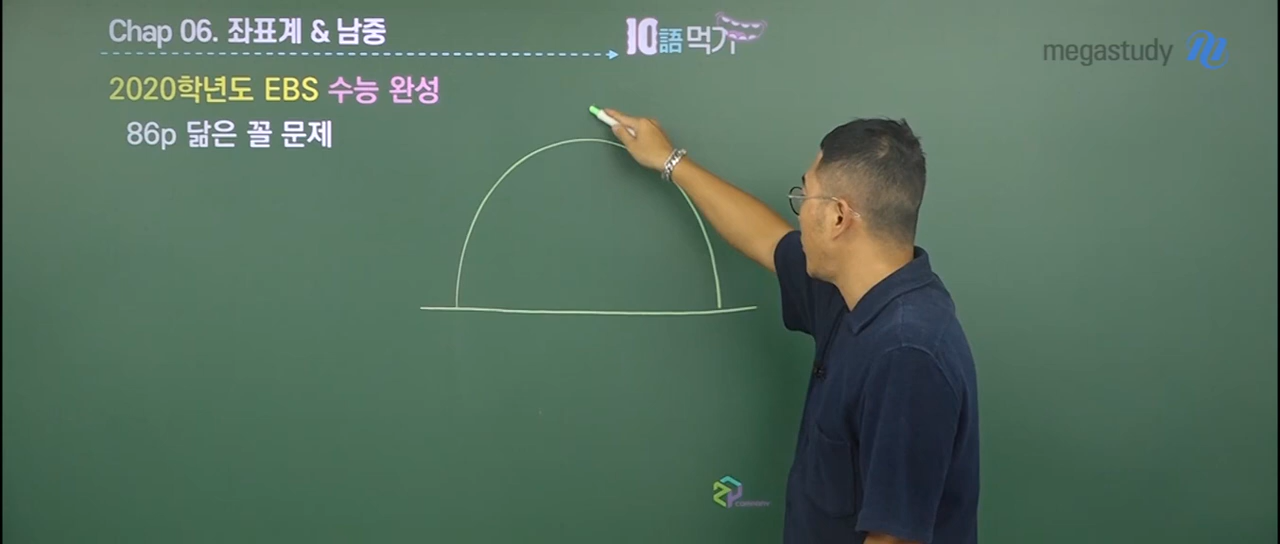 Chap 06. 좌표계 & 남중
10語먹기
megastudy
2020학년도 EBS 수능 완성
86p 닮은 꼴 문제